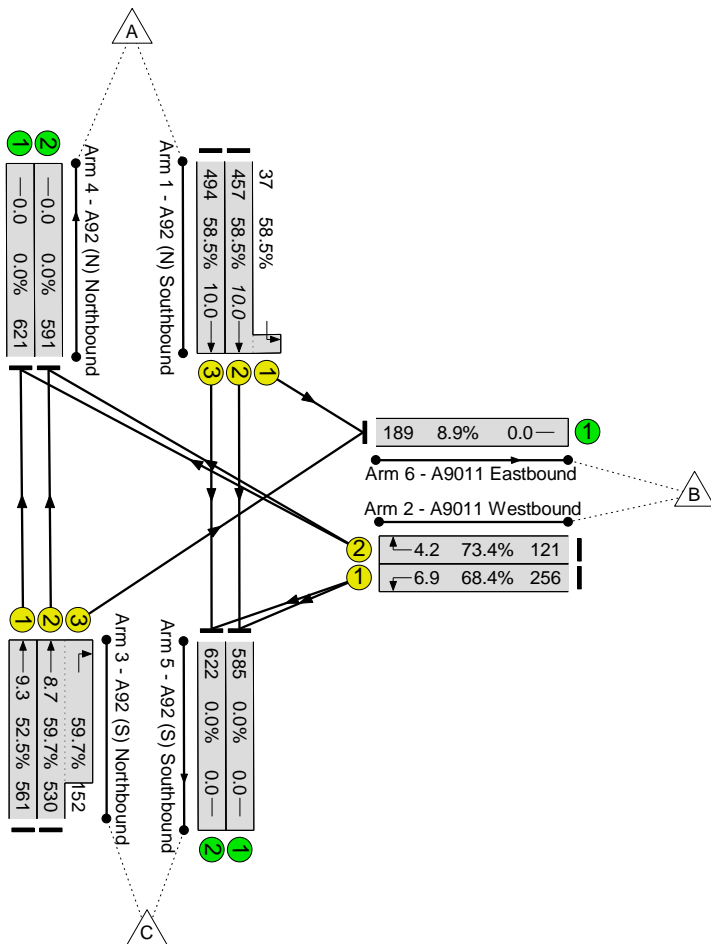 A
1
2
Arm 4 - A92 (N) Northbound
0.0 0.0% 621
0.0 0.0% 591
Arm 1 - A92 (N) Southbound
494 58.5% 10.0
457 58.5% 10.0
37 58.5%
3
2
1
189 8.9% 0.0
1
Arm 6 - A9011 Eastbound
B
Arm 2 - A9011 Westbound
2
4.2 73.4% 121
1
6.9 68.4% 256
1
2
3
Arm 3 - A92 (S) Northbound
9.3 52.5% 561
8.7 59.7% 530
59.7% 152
Arm 5 - A92 (S) Southbound
622 0.0% 0.0
585 0.0% 0.0
2
1
C